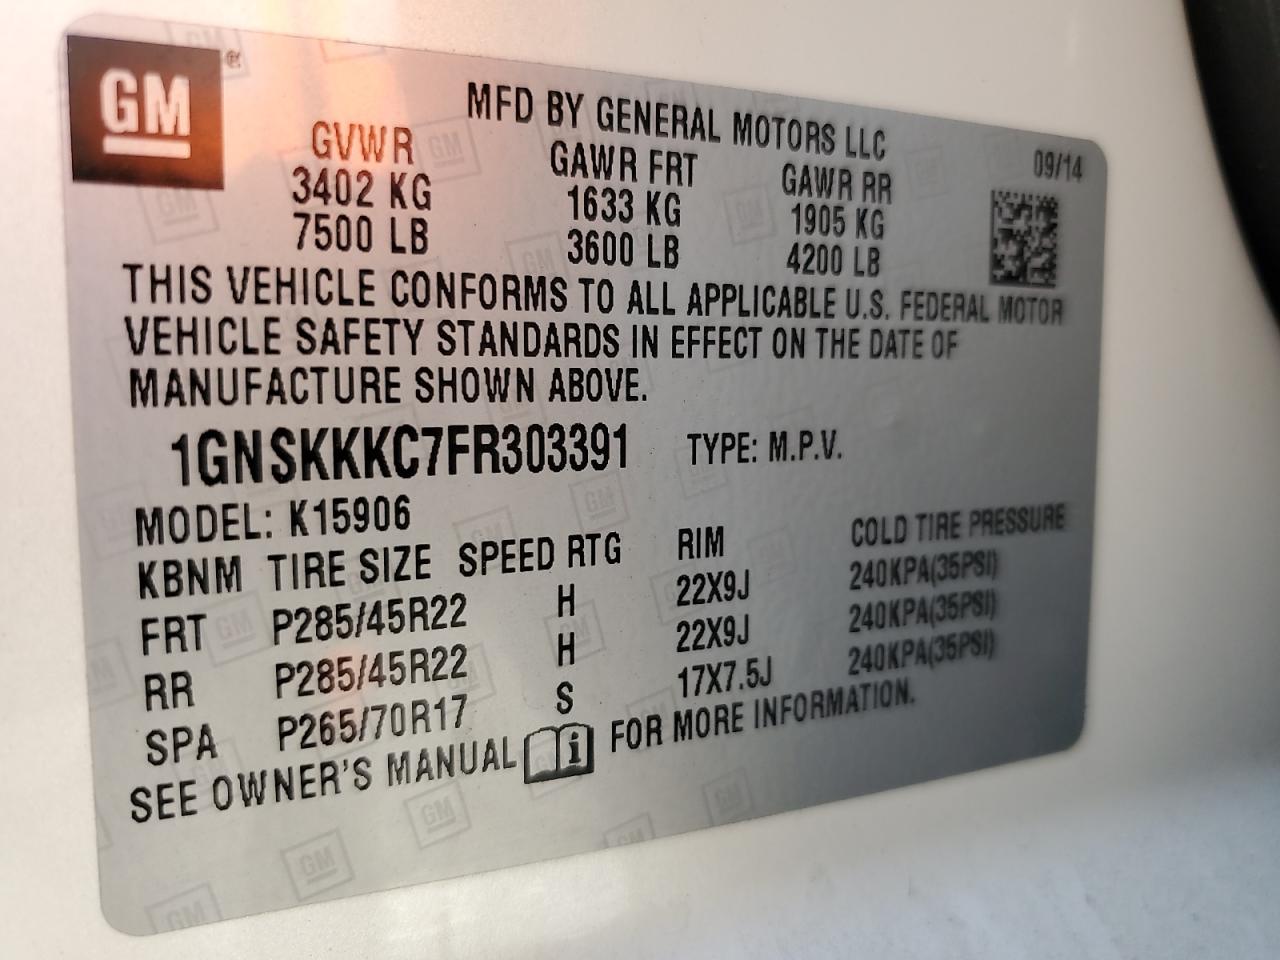 GM
MFD BY GENERAL MOTORS LLC
09/14
GVWR GAWR FRT GAWR RR
3402 KG 1633 KG 1905 KG
7500 LB 3600 LB 4200 LB
THIS VEHICLE CONFORMS TO ALL APPLICABLE U.S. FEDERAL MOTOR
VEHICLE SAFETY STANDARDS IN EFFECT ON THE DATE OF
MANUFACTURE SHOWN ABOVE.
1GNSKKKC7FR303391 TYPE: M.P.V.
MODEL: K15906
KBNM TIRE SIZE SPEED RTG RIM COLD TIRE PRESSURE
FRT P285/45R22 H 22X9J 240KPA(35PSI)
RR P285/45R22 H 22X9J 240KPA(35PSI)
SPA P265/70R17 S 17X7.5J 240KPA(35PSI)
SEE OWNER'S MANUAL i FOR MORE INFORMATION.